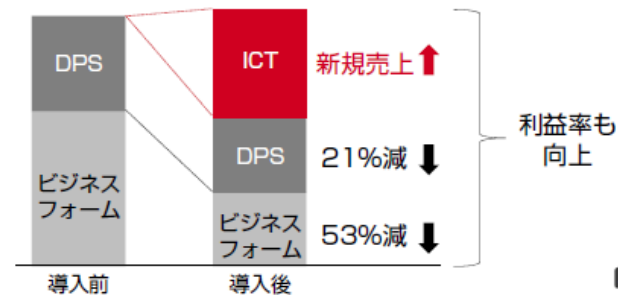 DPS
ビジネス
フォーム
導入前
ICT
新規売上
DPS
21%減
ビジネス
フォーム
53%減
導入後
利益率も
向上